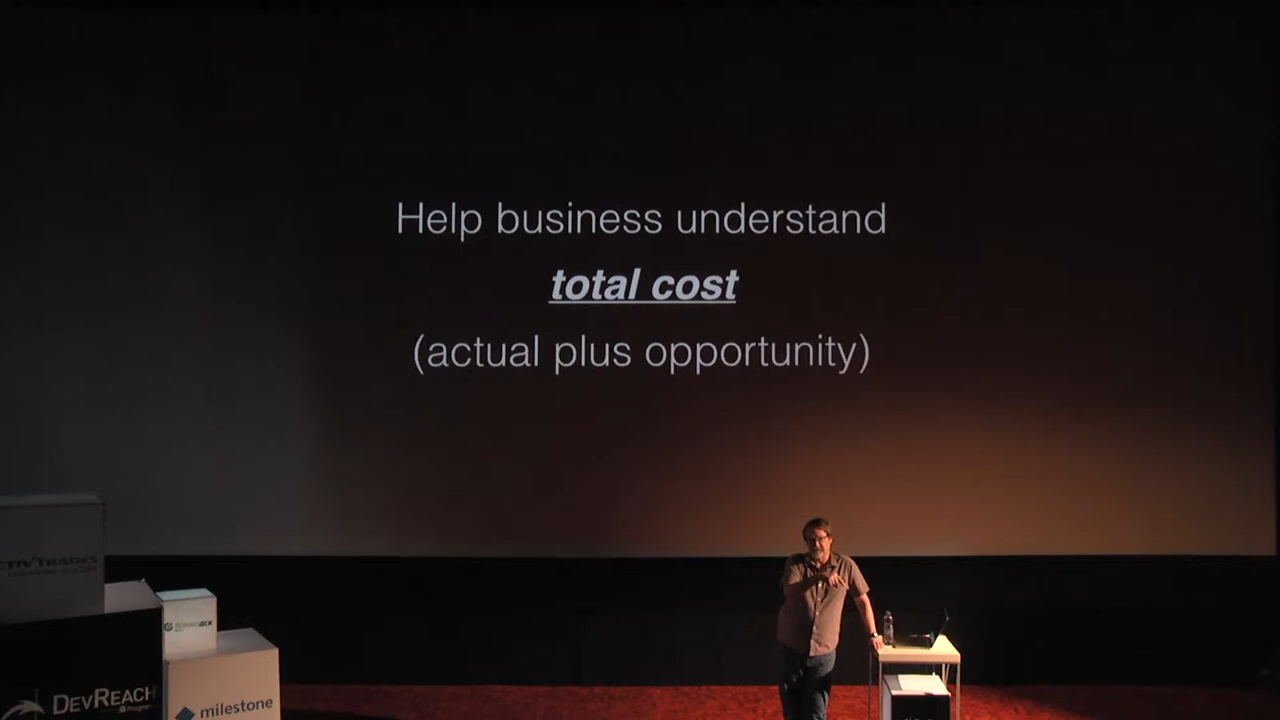 Help business understand
total cost
(actual plus opportunity)
DEVREACH
milestone